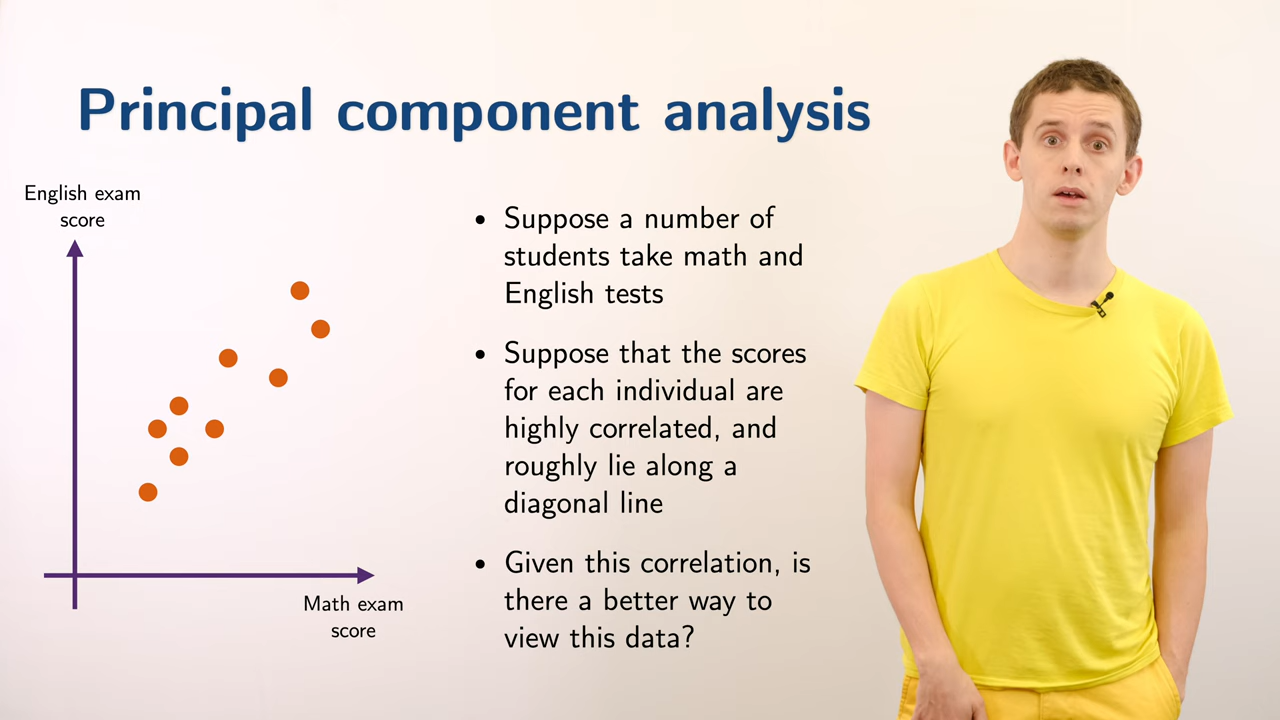 Principal component analysis
English exam
score
Math exam
score
• Suppose a number of
students take math and
English tests
• Suppose that the scores
for each individual are
highly correlated, and
roughly lie along a
diagonal line
• Given this correlation, is
there a better way to
view this data?